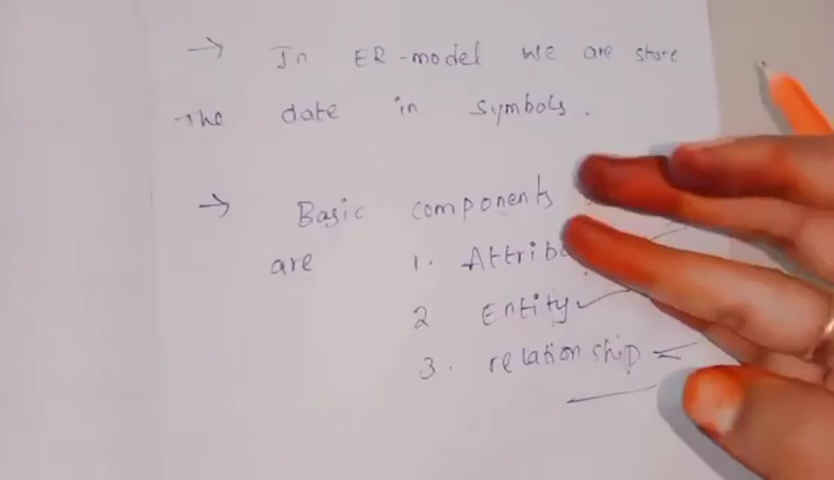 → In ER-model we are store
The date in symbols.
→ Basic components
are 1. Attrib
2 Entity
3. relationship